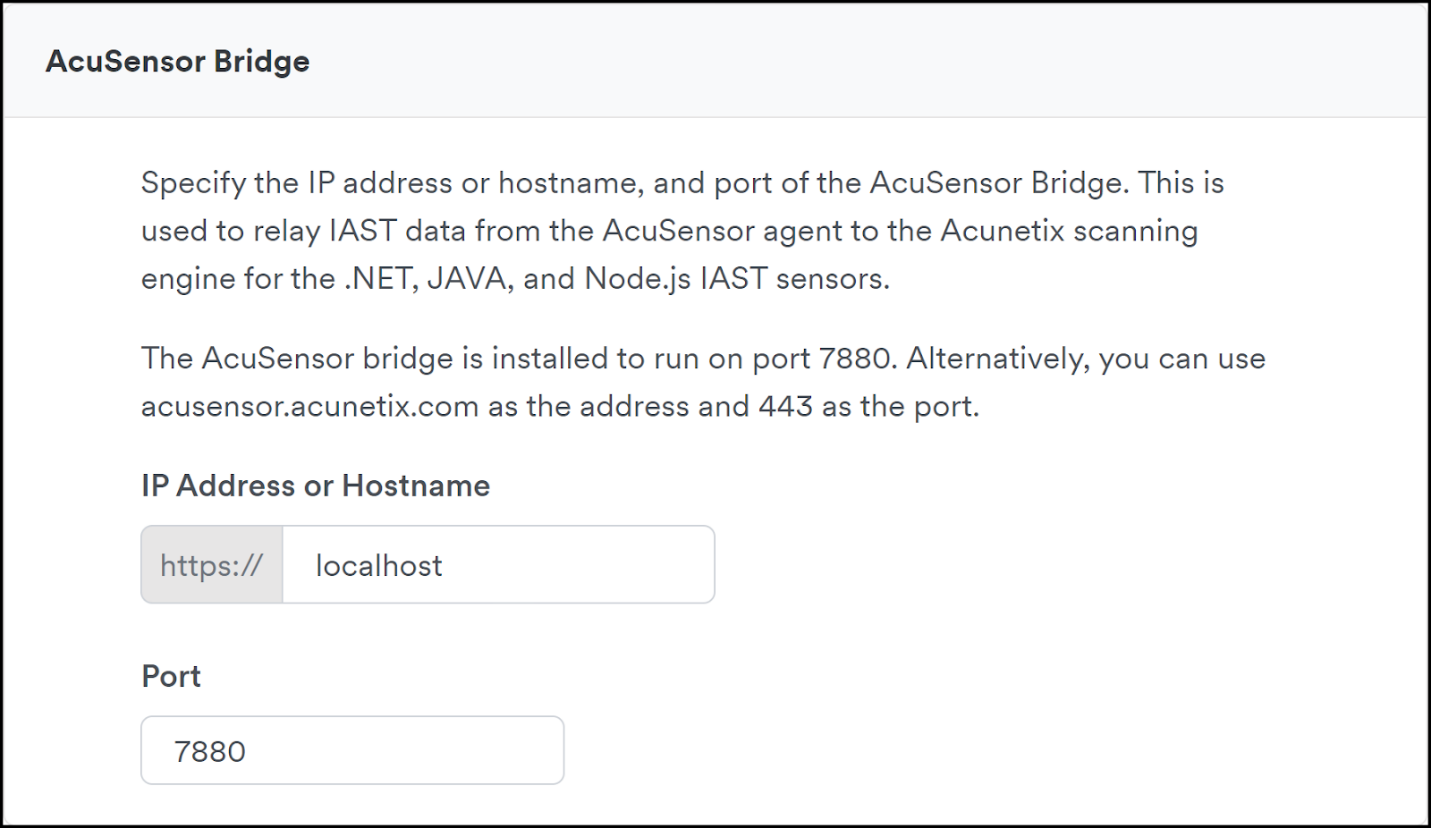 AcuSensor Bridge
Specify the IP address or hostname, and port of the AcuSensor Bridge. This is
used to relay IAST data from the AcuSensor agent to the Acunetix scanning
engine for the .NET, JAVA, and Node.js IAST sensors.
The AcuSensor bridge is installed to run on port 7880. Alternatively, you can use
acusensor.acunetix.com as the address and 443 as the port.
IP Address or Hostname
https:// localhost
Port
7880